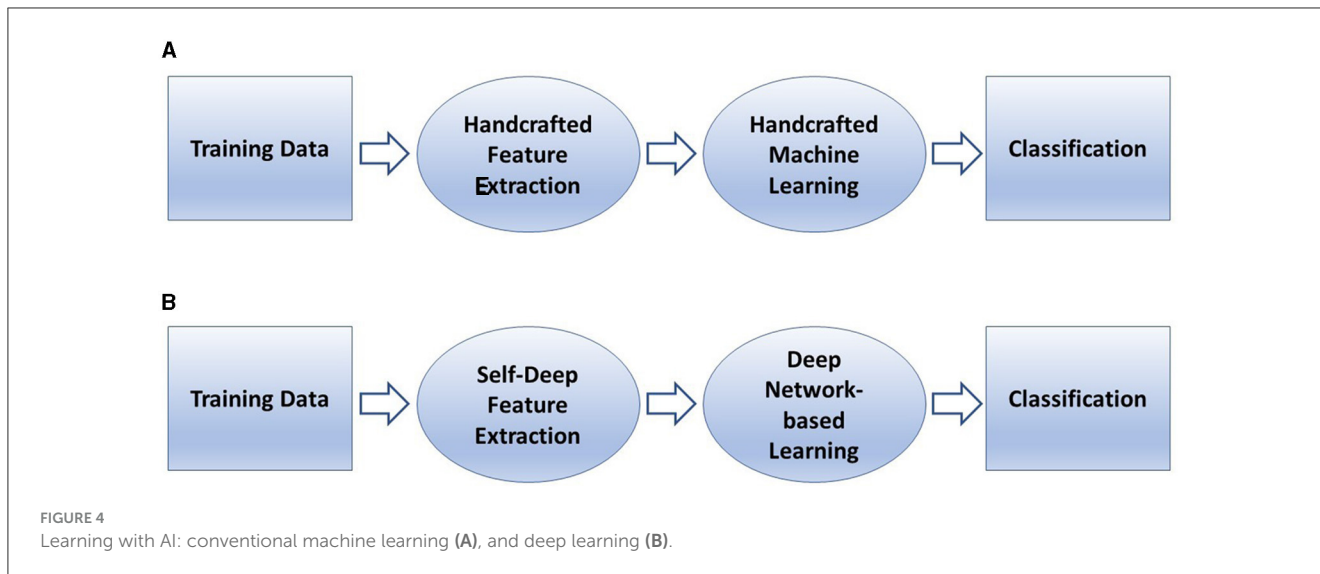 A
Training Data
Handcrafted
Feature
Extraction
Handcrafted
Machine
Learning
Classification
B
Training Data
Self-Deep
Feature
Extraction
Deep
Network-
based
Learning
Classification
FIGURE 4
Learning with AI: conventional machine learning (A), and deep learning (B).